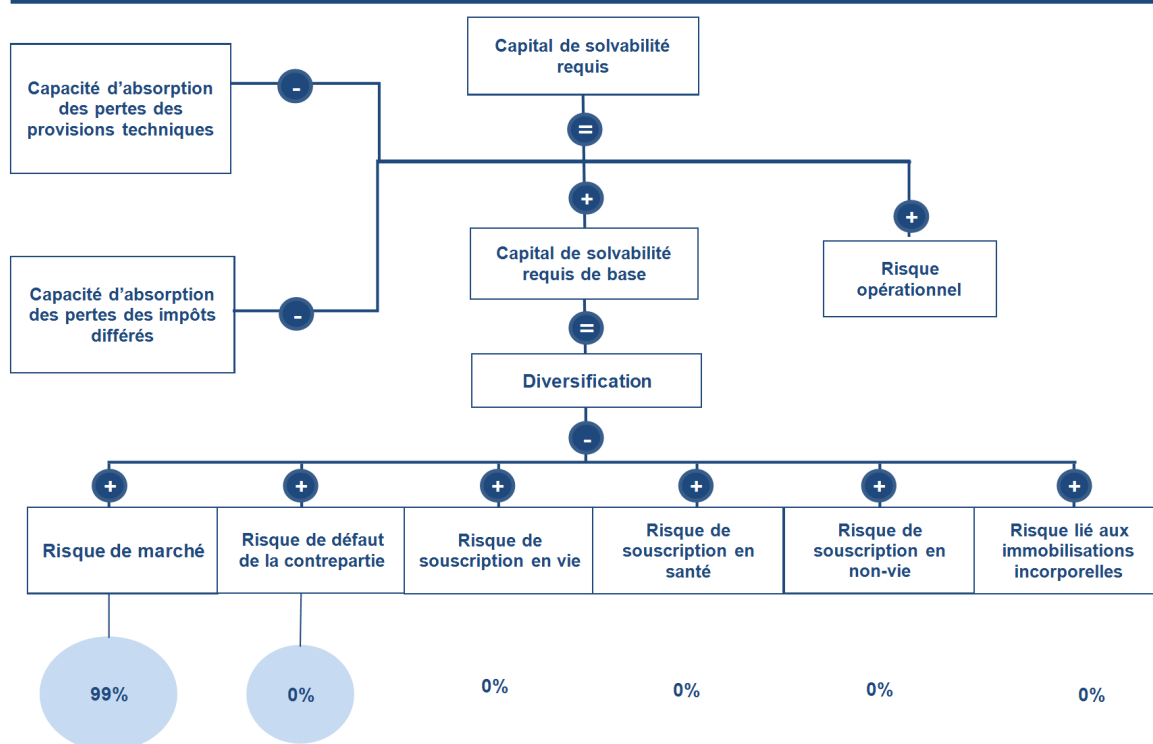 Capital de solvabilité
requis
Capacité d'absorption
des pertes des
provisions techniques
-
=
+
+
Capital de solvabilité
requis de base
Risque
opérationnel
Capacité d'absorption
des pertes des impôts
différés
-
=
Diversification
-
+
+
+
+
+
+
Risque de marché
Risque de défaut
de la contrepartie
Risque de
souscription en vie
Risque de
souscription en
santé
Risque de
souscription en
non-vie
Risque lié aux
immobilisations
incorporelles
99%
0%
0%
0%
0%
0%